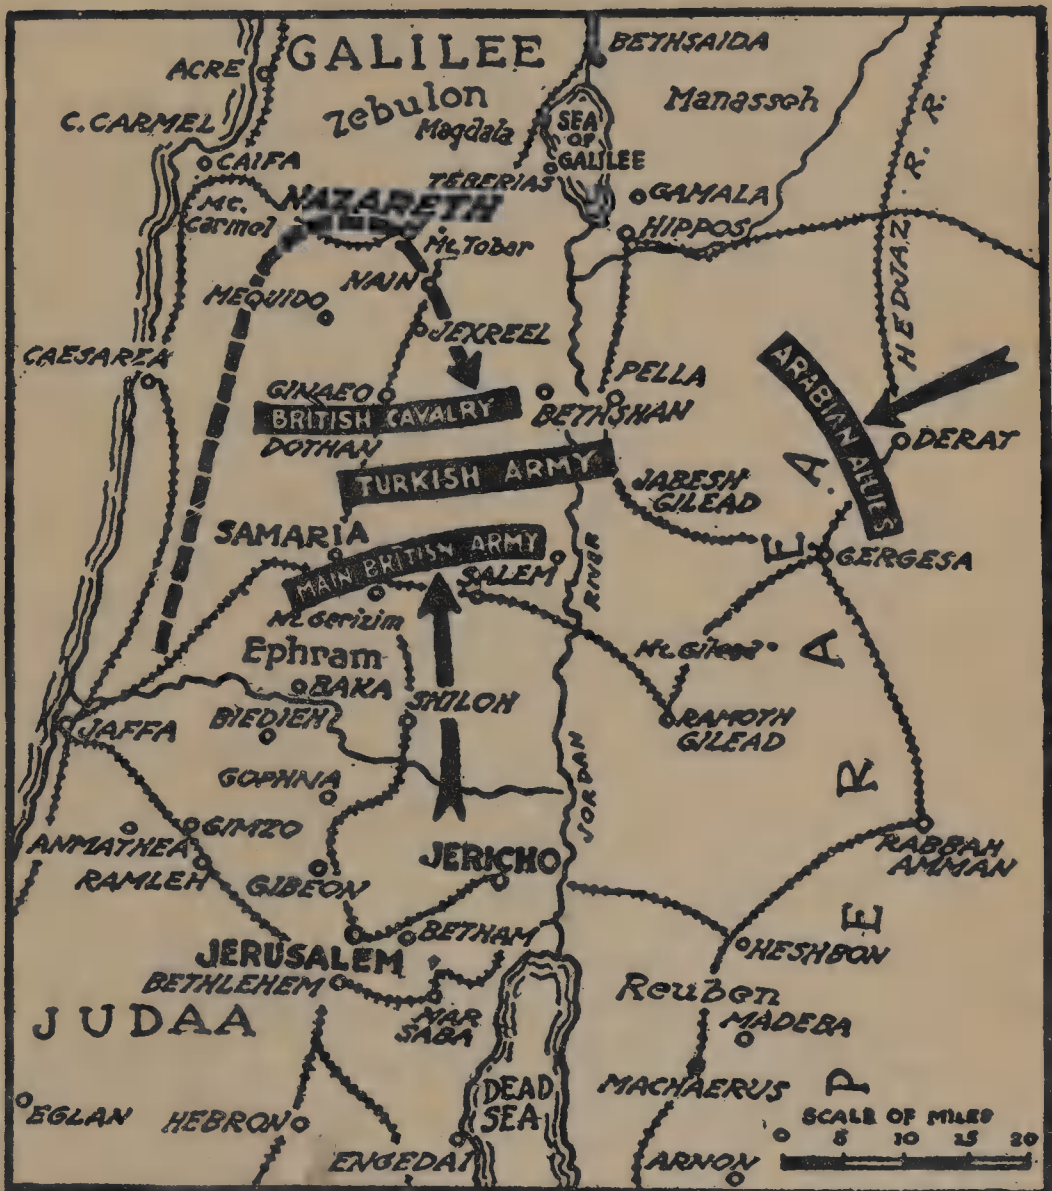 GALILEE
BETHSAIDA
ACRE
Zebulon
Manasseh
C. CARMEL
Magdala
SEA
OF
GALILEE
CAIFA
TEBERIAS
GAMALA
Mt.
Carmel
NAZARETH
HIPPOS
Mt. Tabor
HEDJAZ R. R.
NAIN
MEQUIDO
JEXREEL
CAESAREA
PELLA
ARABIAN ALLIES
GINAEO
BRITISH CAVALRY
BETHSHAN
DERAT
DOTHAN
TURKISH ARMY
JABESH
GILEAD
SAMARIA
MAIN BRITISH ARMY
SALEM
GERGESA
Mt. Gerizim
RIVER JORDAN
Mt. Gilead
Ephram
BAKA
SHILOH
RAMOTH
GILEAD
JAFFA
BIEDIEH
GOPHNA
GIMZO
ANMATHEA
RAMLEH
GIBEON
JERICHO
RABBAH
AMMAN
BETHAM
JERUSALEM
HESHBON
BETHLEHEM
Reuben
JUDAA
MAR
SABA
MADEBA
PERAEA
DEAD
SEA
MACHAERUS
EGLAN
HEBRON
SCALE OF MILES
0 5 10 15 20
ENGEDAI
ARNON